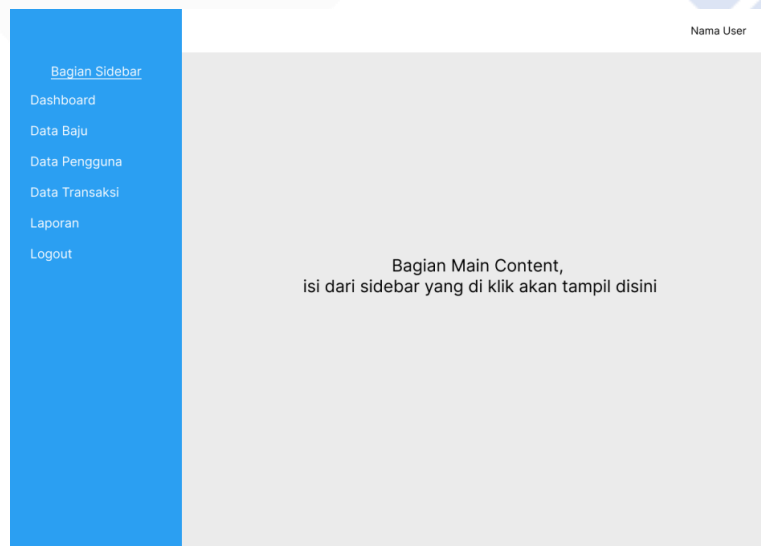 Nama User
Bagian Sidebar
Dashboard
Data Baju
Data Pengguna
Data Transaksi
Laporan
Logout
Bagian Main Content,
isi dari sidebar yang di klik akan tampil disini